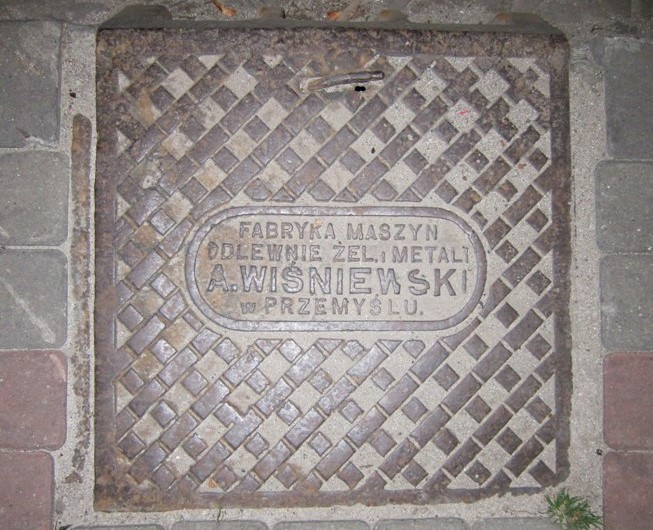 FABRYKA MASZYN
ODLEWNIE ŻEL. i METALI
A. WIŚNIEWSKI
w PRZEMYŚLU.